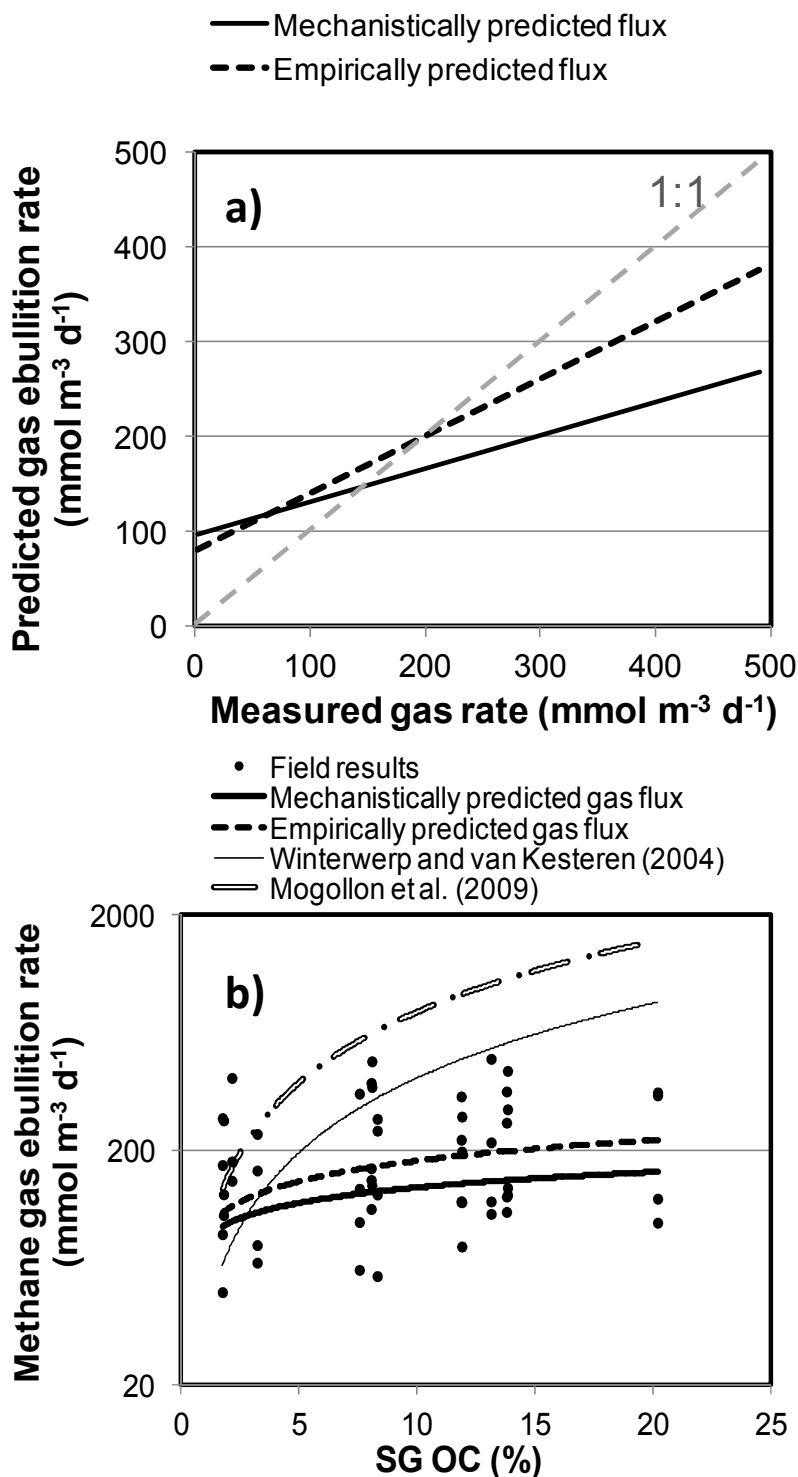 Mechanistically predicted flux
Empirically predicted flux
a)
1:1
500
400
300
200
100
0
0 100 200 300 400 500
Predicted gas ebullition rate
(mmol m⁻³ d⁻¹)
Measured gas rate (mmol m⁻³ d⁻¹)
Field results
Mechanistically predicted gas flux
Empirically predicted gas flux
Winterwerp and van Kesteren (2004)
Mogollon et al. (2009)
b)
2000
200
20
0 5 10 15 20 25
Methane gas ebullition rate
(mmol m⁻³ d⁻¹)
SG OC (%)